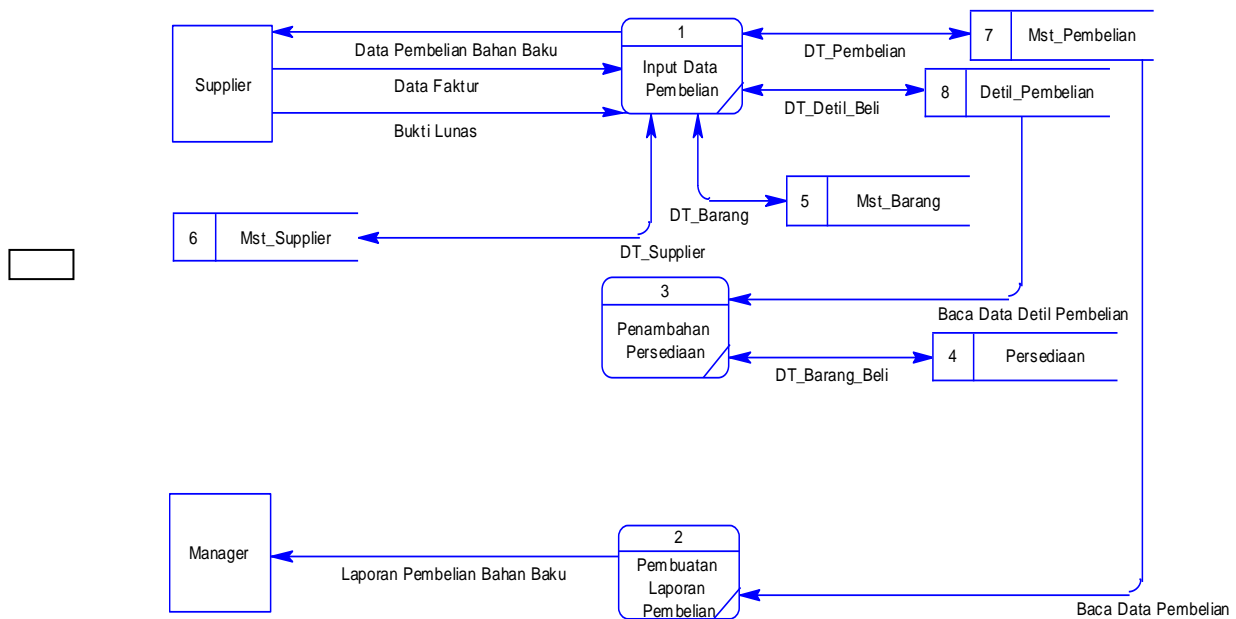 1
7
Mst_Pembelian
Data Pembelian Bahan Baku
DT_Pembelian
Supplier
Input Data
Pembelian
Data Faktur
8
Detil_Pembelian
DT_Detil_Beli
Bukti Lunas
5
Mst_Barang
DT_Barang
6
Mst_Supplier
DT_Supplier
3
Penambahan
Persediaan
Baca Data Detil Pembelian
4
Persediaan
DT_Barang_Beli
Manager
2
Pembuatan
Laporan
Pembelian
Laporan Pembelian Bahan Baku
Baca Data Pembelian